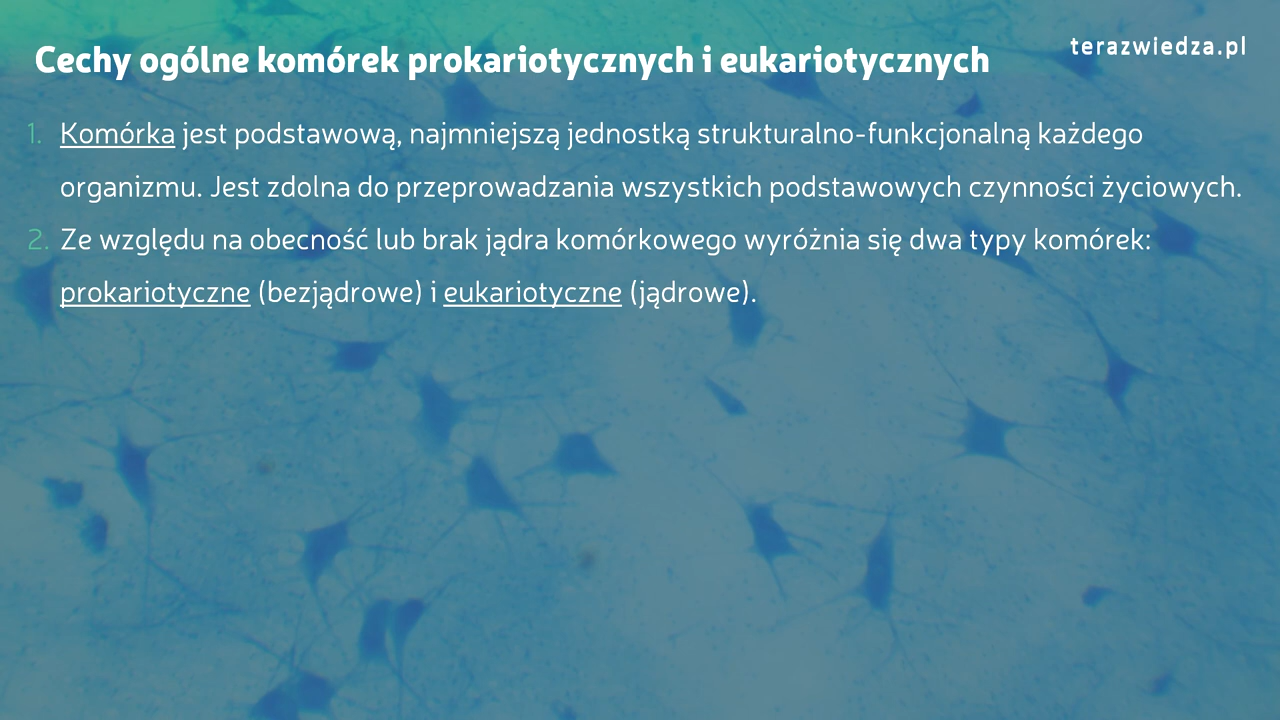 Cechy ogólne komórek prokariotycznych i eukariotycznych
terazwiedza.pl
1. Komórka jest podstawową, najmniejszą jednostką strukturalno-funkcjonalną każdego
organizmu. Jest zdolna do przeprowadzania wszystkich podstawowych czynności życiowych.
2. Ze względu na obecność lub brak jądra komórkowego wyróżnia się dwa typy komórek:
prokariotyczne (bezjądrowe) i eukariotyczne (jądrowe).